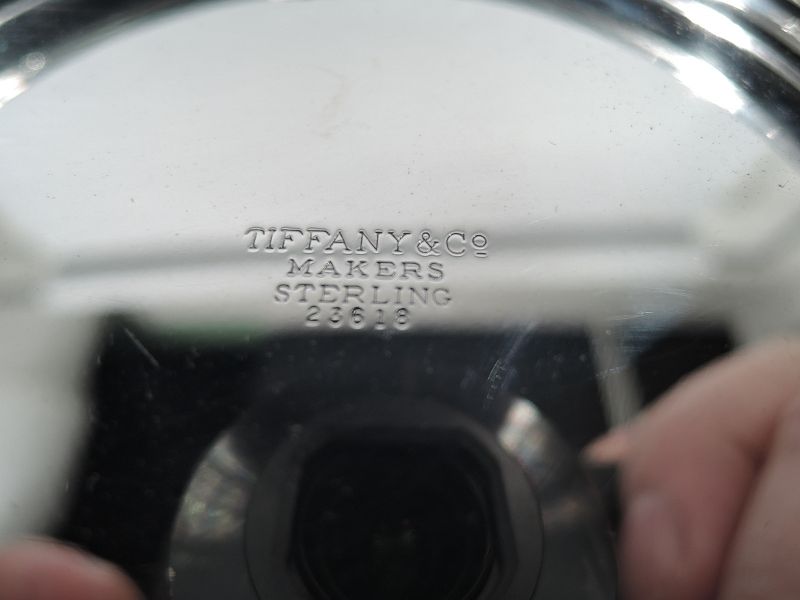 TIFFANY & Cº
MAKERS
STERLING
23618